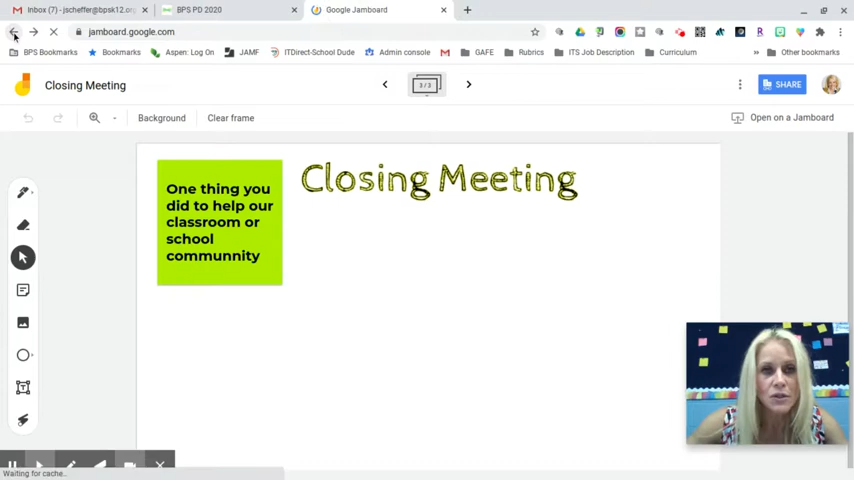 Inbox (7) - jscheffer@bpsk12.org
BPS PD 2020
Google Jamboard
jamboard.google.com
BPS Bookmarks
Bookmarks
Aspen: Log On
JAMF
ITDirect-School Dude
Admin console
GAFE
Rubrics
ITS Job Description
Curriculum
»
Other bookmarks
Closing Meeting
3 / 3
SHARE
Background
Clear frame
Open on a Jamboard
One thing you
did to help our
classroom or
school
communnity
Closing Meeting
Waiting for cache...